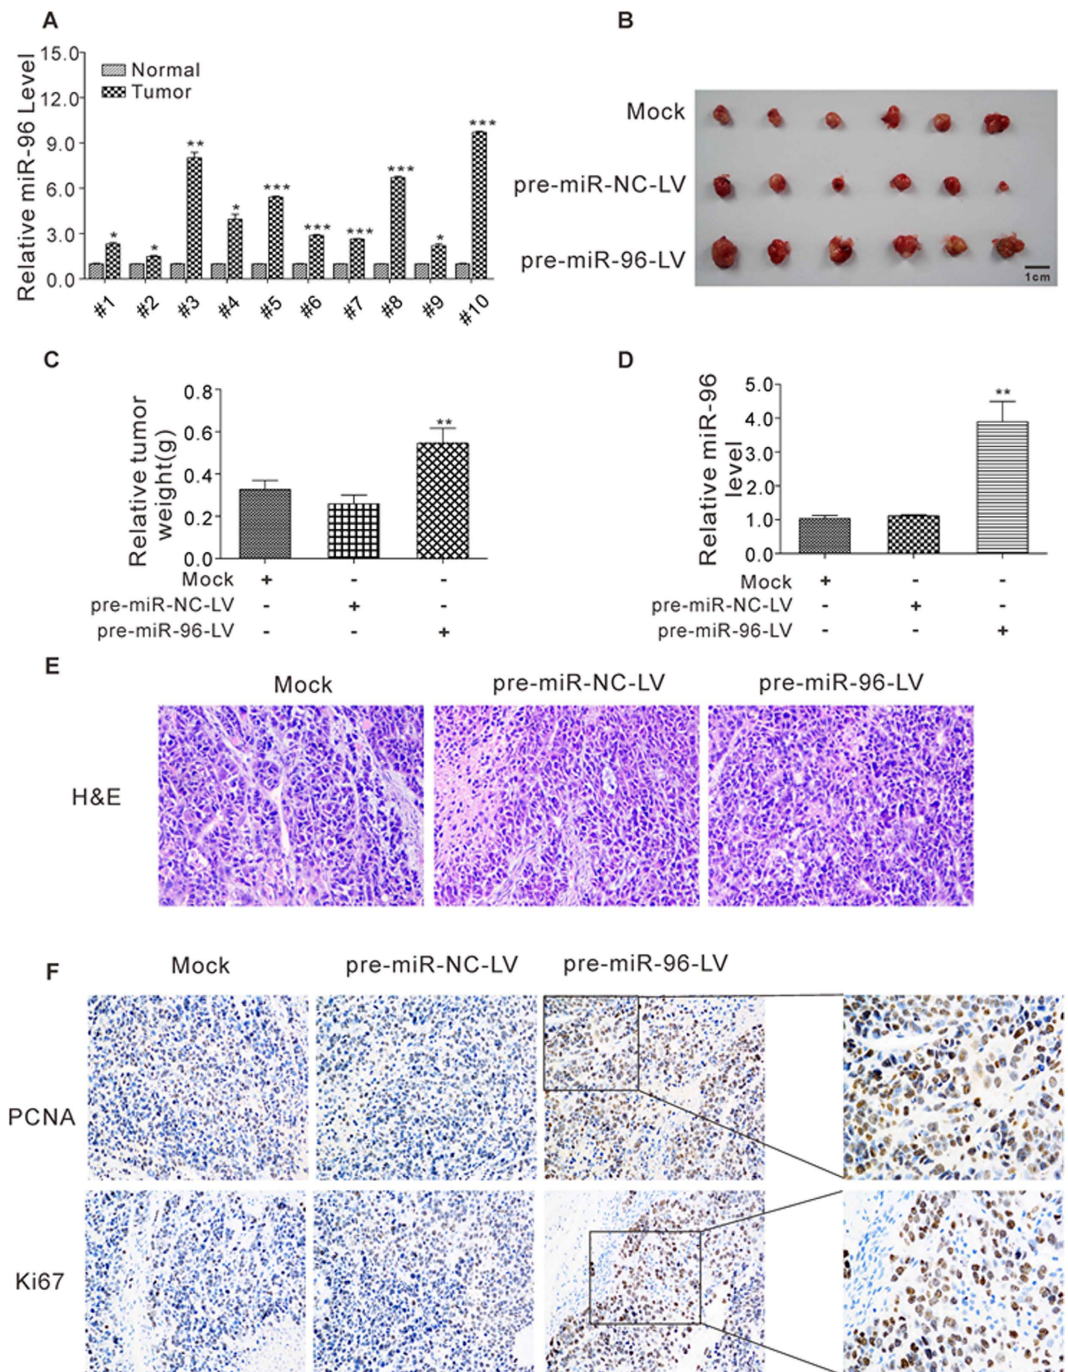 A
B
15.0
12.0
9.0
6.0
3.0
0.0
Relative miR-96 Level
Normal
Tumor
* * ** * *** *** *** *** * ***
#1 #2 #3 #4 #5 #6 #7 #8 #9 #10
Mock
pre-miR-NC-LV
pre-miR-96-LV
1cm
C
D
0.8
0.6
0.4
0.2
0.0
Relative tumor
weight(g)
**
Mock + - -
pre-miR-NC-LV - + -
pre-miR-96-LV - - +
5.0
4.0
3.0
2.0
1.0
0.0
Relative miR-96
level
**
Mock + - -
pre-miR-NC-LV - + -
pre-miR-96-LV - - +
E
Mock pre-miR-NC-LV pre-miR-96-LV
H&E
F
Mock pre-miR-NC-LV pre-miR-96-LV
PCNA
Ki67